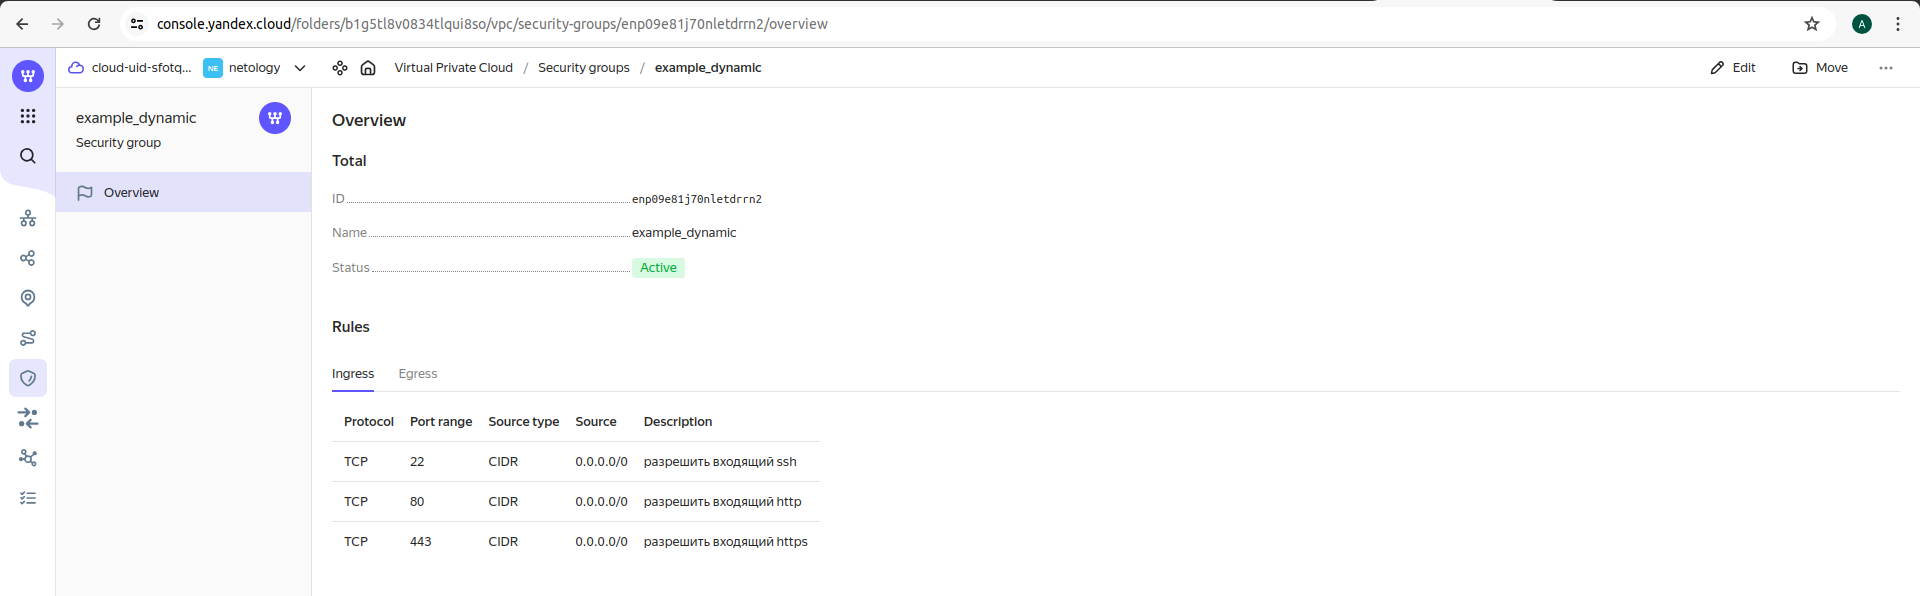 console.yandex.cloud/folders/b1g5tl8v0834tlqui8so/vpc/security-groups/enp09e81j70nletdrrn2/overview
A
cloud-uid-sfotq... NE netology Virtual Private Cloud / Security groups / example_dynamic Edit Move
example_dynamic
Security group
Overview
Overview
Total
ID enp09e81j70nletdrrn2
Name example_dynamic
Status Active
Rules
Ingress Egress
Protocol Port range Source type Source Description
TCP 22 CIDR 0.0.0.0/0 разрешить входящий ssh
TCP 80 CIDR 0.0.0.0/0 разрешить входящий http
TCP 443 CIDR 0.0.0.0/0 разрешить входящий https